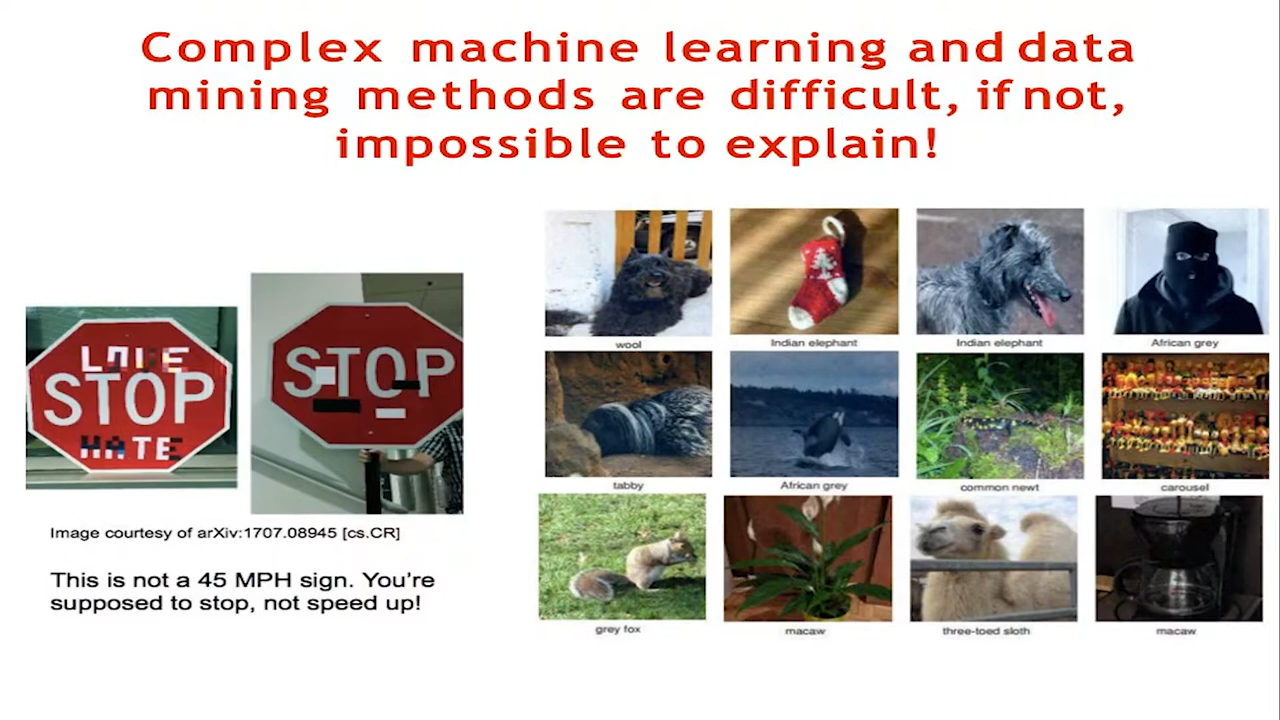 Complex machine learning and data
mining methods are difficult, if not,
impossible to explain!
LOVE
STOP
HATE
STOP
Image courtesy of arXiv:1707.08945 [cs.CR]
This is not a 45 MPH sign. You're
supposed to stop, not speed up!
wool
Indian elephant
Indian elephant
African grey
tabby
African grey
common newt
carousel
grey fox
macaw
three-toed sloth
macaw